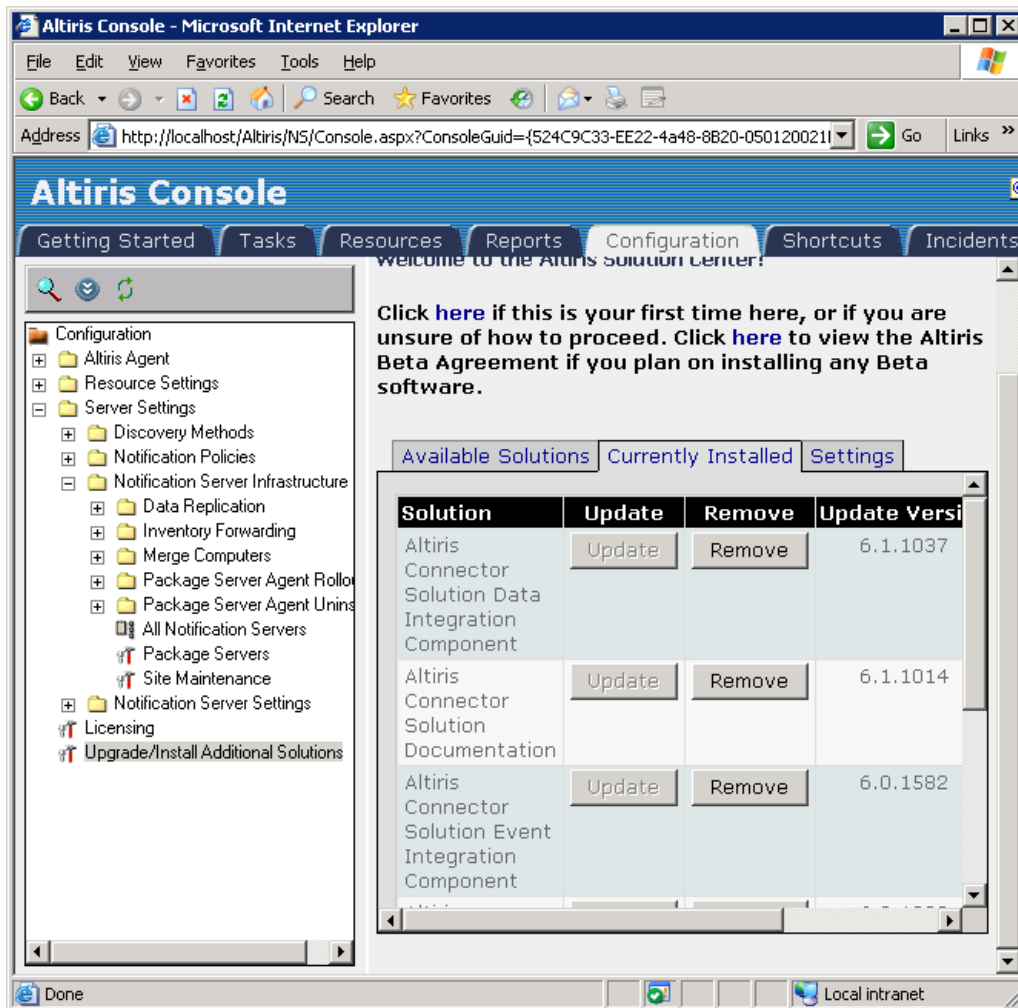 Altiris Console - Microsoft Internet Explorer
File Edit View Favorites Tools Help
Back Search Favorites
Address http://localhost/Altiris/NS/Console.aspx?ConsoleGuid={524C9C33-EE22-4a48-8B20-050120021 Go Links »
Altiris Console
Getting Started Tasks Resources Reports Configuration Shortcuts Incidents
Configuration
Altiris Agent
Resource Settings
Server Settings
Discovery Methods
Notification Policies
Notification Server Infrastructure
Data Replication
Inventory Forwarding
Merge Computers
Package Server Agent Rollo
Package Server Agent Unins
All Notification Servers
Package Servers
Site Maintenance
Notification Server Settings
Licensing
Upgrade/Install Additional Solutions
Welcome to the Altiris Solution Center!
Click here if this is your first time here, or if you are
unsure of how to proceed. Click here to view the Altiris
Beta Agreement if you plan on installing any Beta
software.
Available Solutions Currently Installed Settings
Solution Update Remove Update Versi
Altiris Update Remove 6.1.1037
Connector
Solution Data
Integration
Component
Altiris Update Remove 6.1.1014
Connector
Solution
Documentation
Altiris Update Remove 6.0.1582
Connector
Solution Event
Integration
Component
Done Local intranet